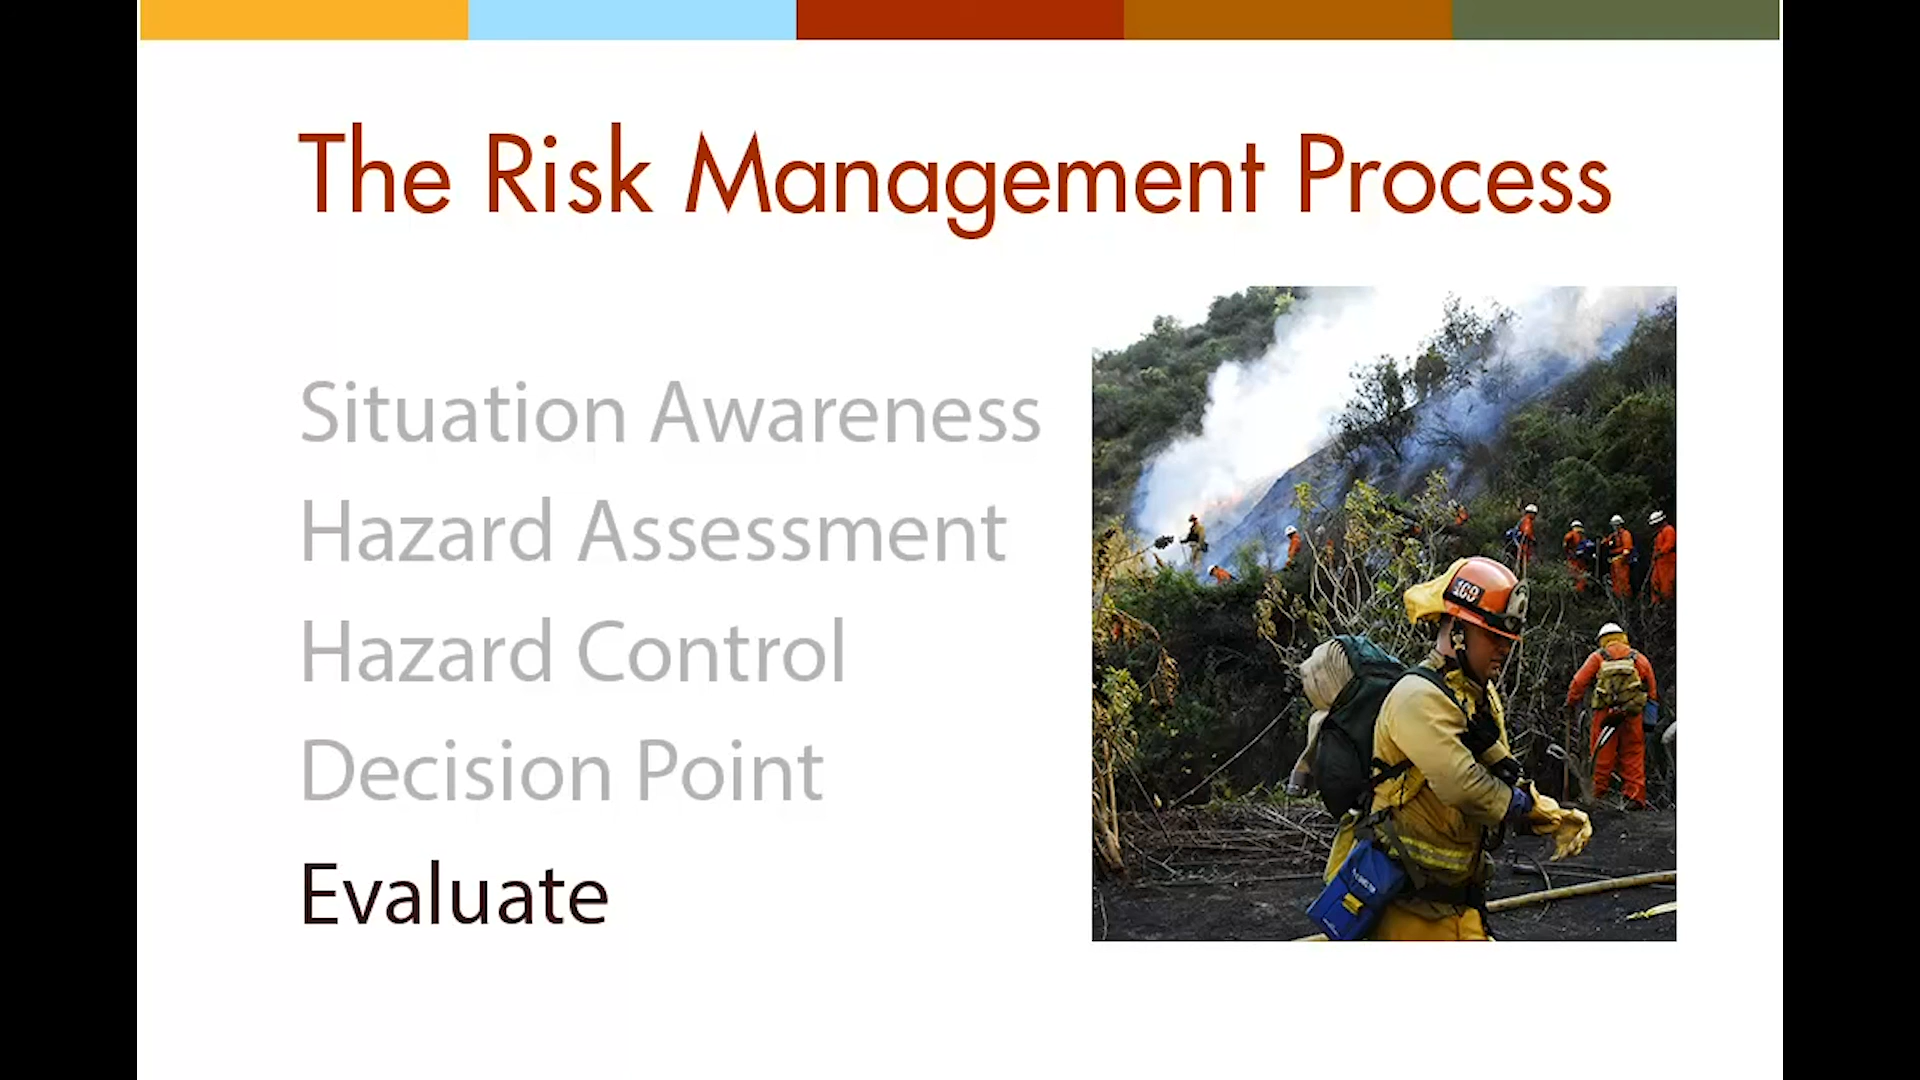 The Risk Management Process
Situation Awareness
Hazard Assessment
Hazard Control
Decision Point
Evaluate